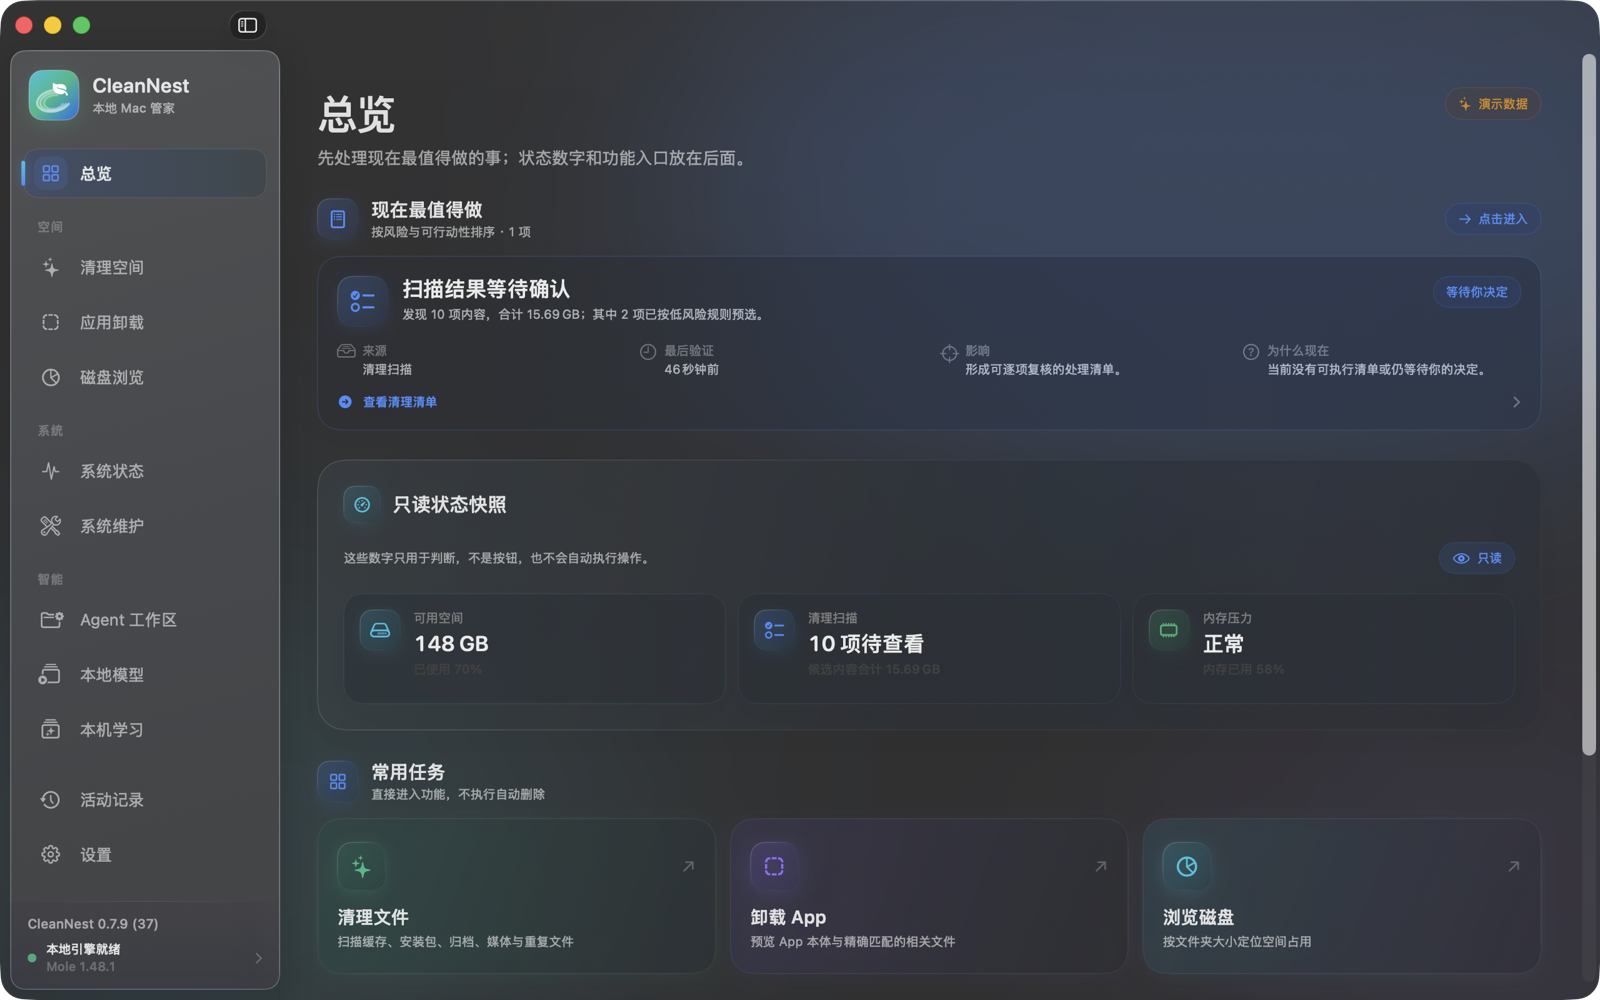 CleanNest
本地 Mac 管家
总览
空间
清理空间
应用卸载
磁盘浏览
系统
系统状态
系统维护
智能
Agent 工作区
本地模型
本机学习
活动记录
设置
CleanNest 0.7.9 (37)
本地引擎就绪
Mole 1.48.1
总览
演示数据
先处理现在最值得做的事；状态数字和功能入口放在后面。
现在最值得做
按风险与可行动性排序 · 1 项
点击进入
扫描结果等待确认
发现 10 项内容，合计 15.69 GB；其中 2 项已按低风险规则预选。
等待你决定
来源
清理扫描
最后验证
46 秒钟前
影响
形成可逐项复核的处理清单。
为什么现在
当前没有可执行清单或仍等待你的决定。
查看清理清单
只读状态快照
这些数字只用于判断，不是按钮，也不会自动执行操作。
只读
可用空间
148 GB
已使用 70%
清理扫描
10 项待查看
候选内容合计 15.69 GB
内存压力
正常
内存已用 58%
常用任务
直接进入功能，不执行自动删除
清理文件
扫描缓存、安装包、归档、媒体与重复文件
卸载 App
预览 App 本体与精确匹配的相关文件
浏览磁盘
按文件夹大小定位空间占用